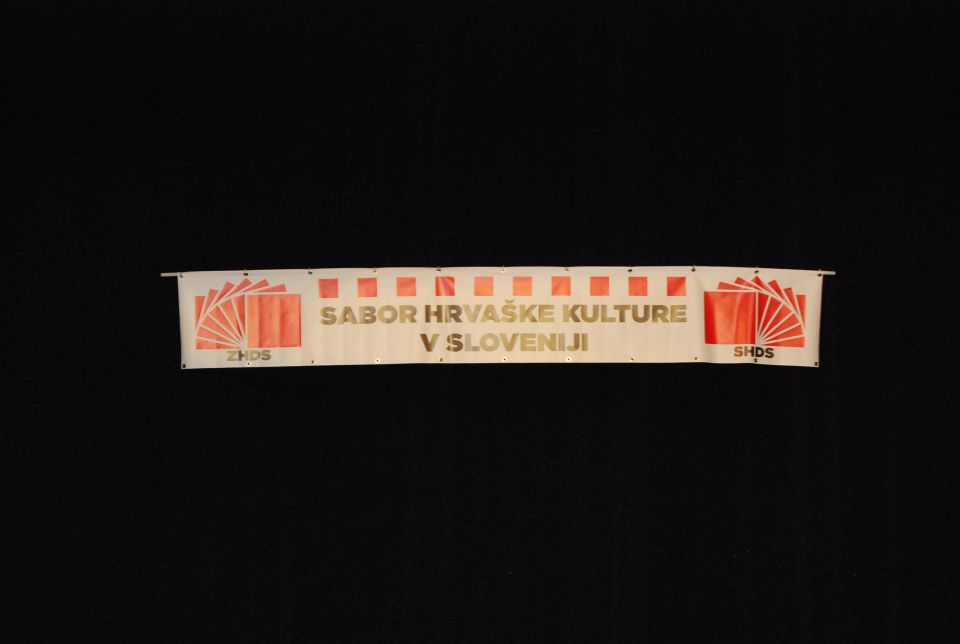 SABOR HRVAŠKE KULTURE
V SLOVENIJI
ZHDS
SHDS